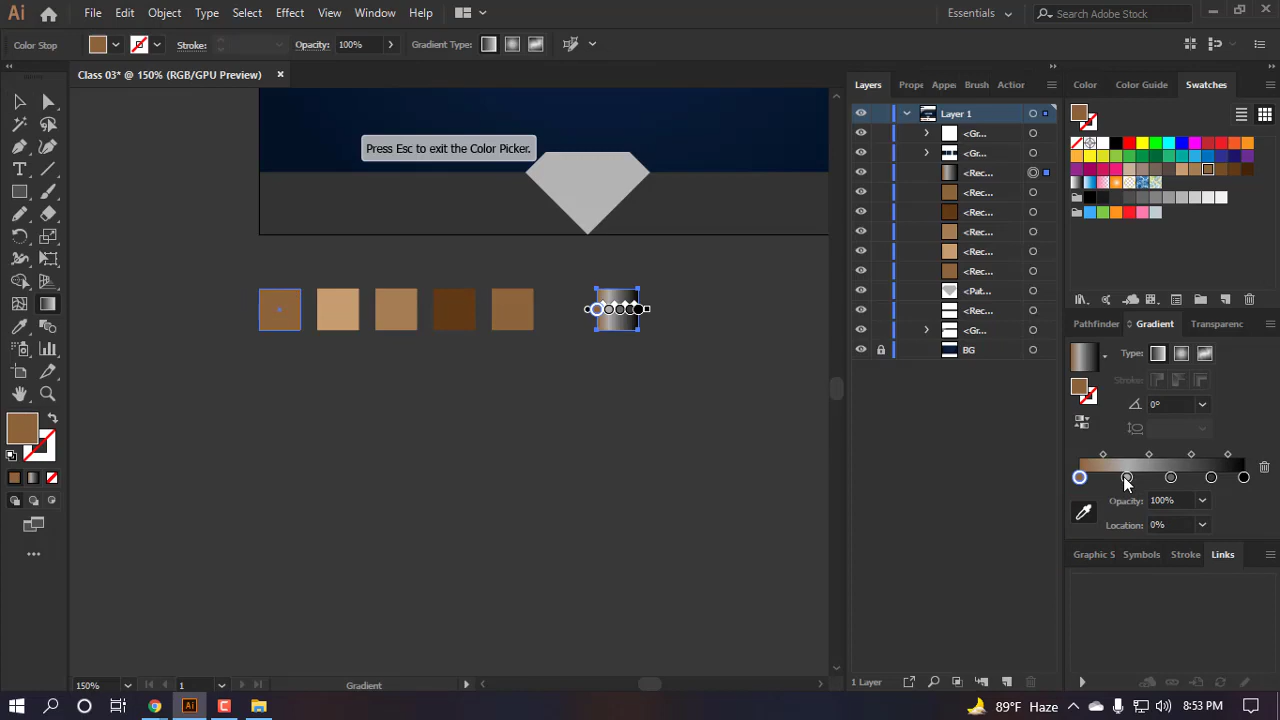 Ai File Edit Object Type Select Effect View Window Help Essentials Search Adobe Stock
Color Stop Stroke: Opacity: 100% Gradient Type:
Class 03* @ 150% (RGB/GPU Preview)
Layers Prope Appea Brush Action
Color Color Guide Swatches
Layer 1
<Gr...
<Gr...
<Rec...
<Rec...
<Rec...
<Rec...
<Rec...
<Rec...
<Pat...
<Rec...
<Gr...
BG
Press Esc to exit the Color Picker.
Pathfinder Gradient Transparenc
Type:
Stroke:
0°
Opacity: 100%
Location: 0%
Graphic S Symbols Stroke Links
150% 1 Gradient
1 Layer
Ai 89°F Haze 8:53 PM